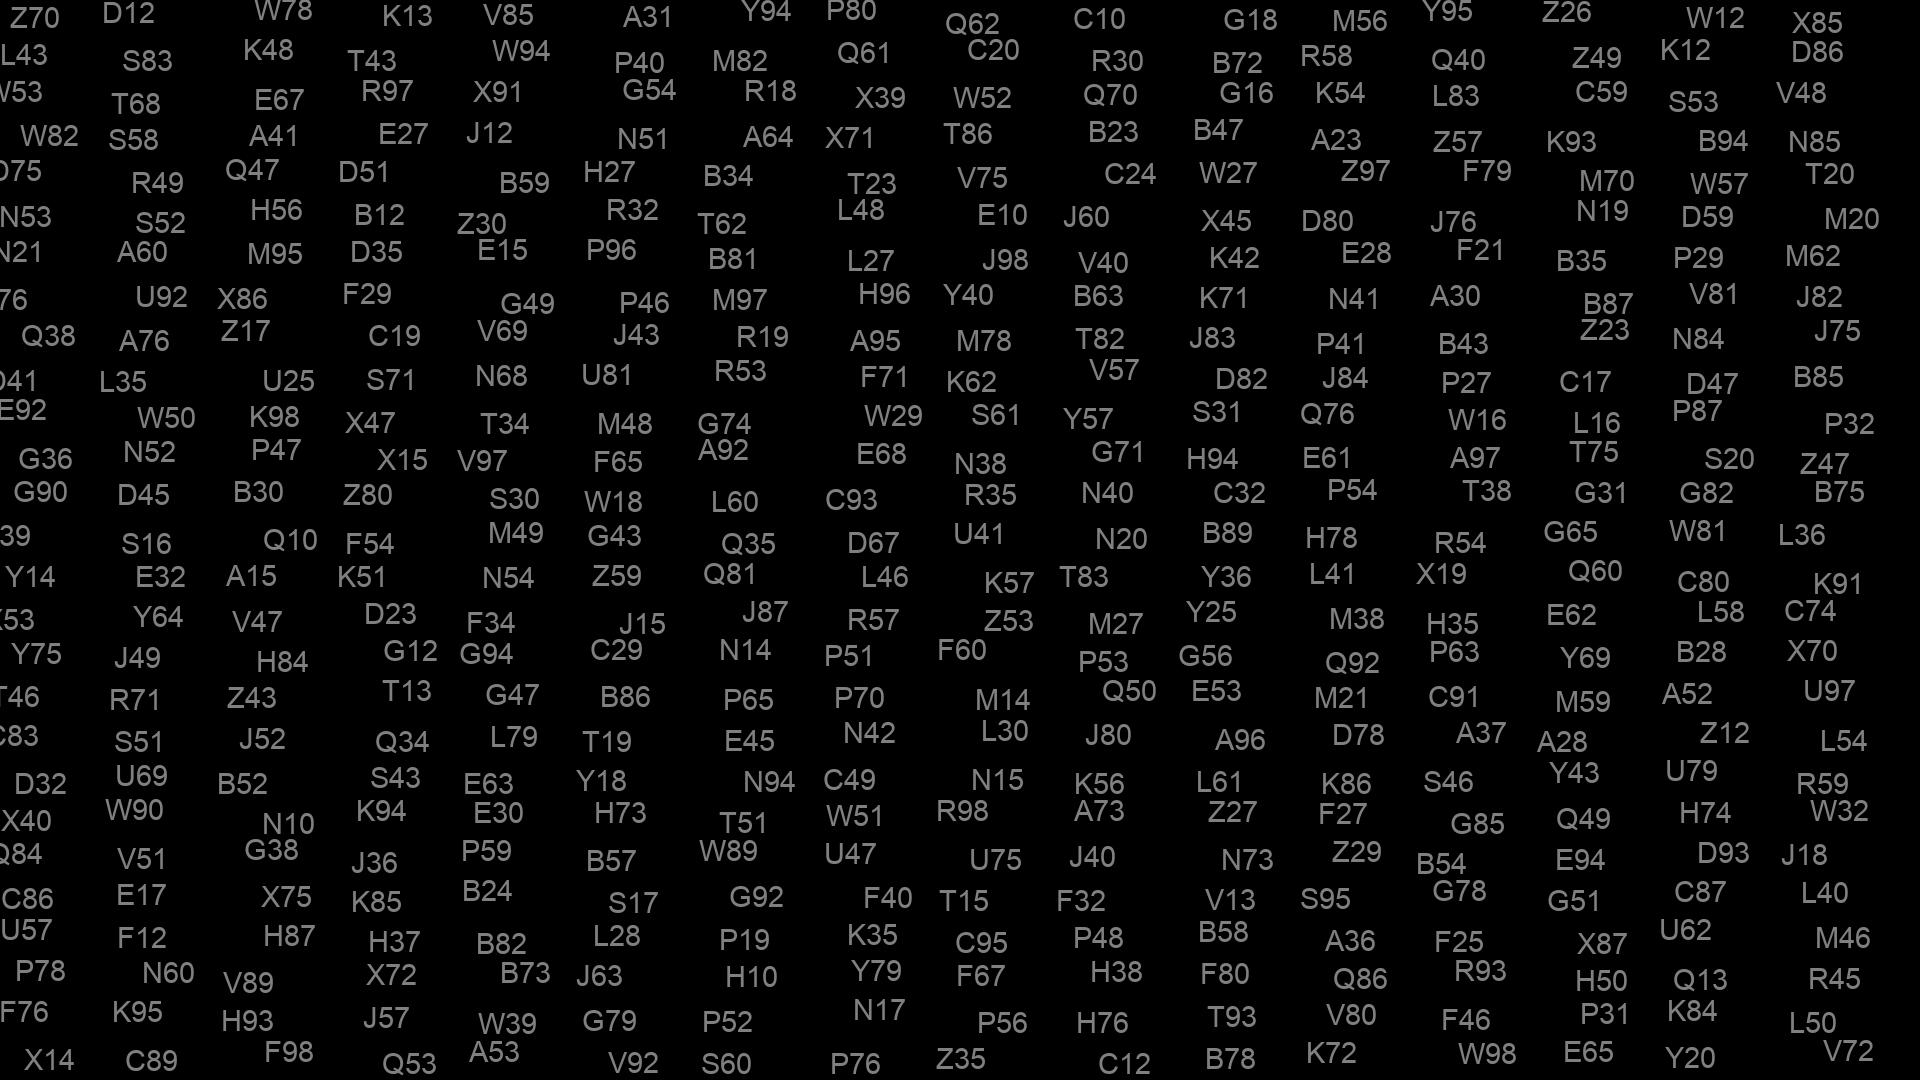 Z70 D12 W78 K13 V85 A31 Y94 P80 Q62 C10 G18 M56 Y95 Z26 W12 X85
L43 S83 K48 T43 W94 P40 M82 Q61 C20 R30 B72 R58 Q40 Z49 K12 D86
W53 T68 E67 R97 X91 G54 R18 X39 W52 Q70 G16 K54 L83 C59 S53 V48
W82 S58 A41 E27 J12 N51 A64 X71 T86 B23 B47 A23 Z57 K93 B94 N85
D75 R49 Q47 D51 B59 H27 B34 T23 V75 C24 W27 Z97 F79 M70 W57 T20
N53 S52 H56 B12 Z30 R32 T62 L48 E10 J60 X45 D80 J76 N19 D59 M20
N21 A60 M95 D35 E15 P96 B81 L27 J98 V40 K42 E28 F21 B35 P29 M62
76 U92 X86 F29 G49 P46 M97 H96 Y40 B63 K71 N41 A30 B87 V81 J82
Q38 A76 Z17 C19 V69 J43 R19 A95 M78 T82 J83 P41 B43 Z23 N84 J75
41 L35 U25 S71 N68 U81 R53 F71 K62 V57 D82 J84 P27 C17 D47 B85
E92 W50 K98 X47 T34 M48 G74 W29 S61 Y57 S31 Q76 W16 L16 P87 P32
G36 N52 P47 X15 V97 F65 A92 E68 N38 G71 H94 E61 A97 T75 S20 Z47
G90 D45 B30 Z80 S30 W18 L60 C93 R35 N40 C32 P54 T38 G31 G82 B75
39 S16 Q10 F54 M49 G43 Q35 D67 U41 N20 B89 H78 R54 G65 W81 L36
Y14 E32 A15 K51 N54 Z59 Q81 L46 K57 T83 Y36 L41 X19 Q60 C80 K91
53 Y64 V47 D23 F34 J15 J87 R57 Z53 M27 Y25 M38 H35 E62 L58 C74
Y75 J49 H84 G12 G94 C29 N14 P51 F60 P53 G56 Q92 P63 Y69 B28 X70
T46 R71 Z43 T13 G47 B86 P65 P70 M14 Q50 E53 M21 C91 M59 A52 U97
C83 S51 J52 Q34 L79 T19 E45 N42 L30 J80 A96 D78 A37 A28 Z12 L54
D32 U69 B52 S43 E63 Y18 N94 C49 N15 K56 L61 K86 S46 Y43 U79 R59
X40 W90 N10 K94 E30 H73 T51 W51 R98 A73 Z27 F27 G85 Q49 H74 W32
Q84 V51 G38 J36 P59 B57 W89 U47 U75 J40 N73 Z29 B54 E94 D93 J18
C86 E17 X75 K85 B24 S17 G92 F40 T15 F32 V13 S95 G78 G51 C87 L40
U57 F12 H87 H37 B82 L28 P19 K35 C95 P48 B58 A36 F25 X87 U62 M46
P78 N60 V89 X72 B73 J63 H10 Y79 F67 H38 F80 Q86 R93 H50 Q13 R45
F76 K95 H93 J57 W39 G79 P52 N17 P56 H76 T93 V80 F46 P31 K84 L50
X14 C89 F98 Q53 A53 V92 S60 P76 Z35 C12 B78 K72 W98 E65 Y20 V72